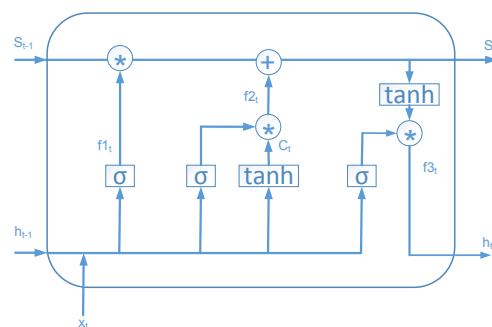 S_{t-1}
S
*
+
f2_t
tanh
*
*
f1_t
C_t
σ
σ
tanh
σ
f3_t
h_{t-1}
h_t
x_t